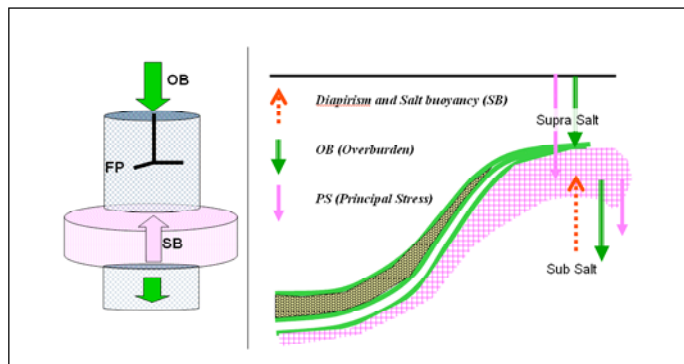 OB
FP
SB
Diapirism and Salt buoyancy (SB)
OB (Overburden)
PS (Principal Stress)
Supra Salt
Sub Salt